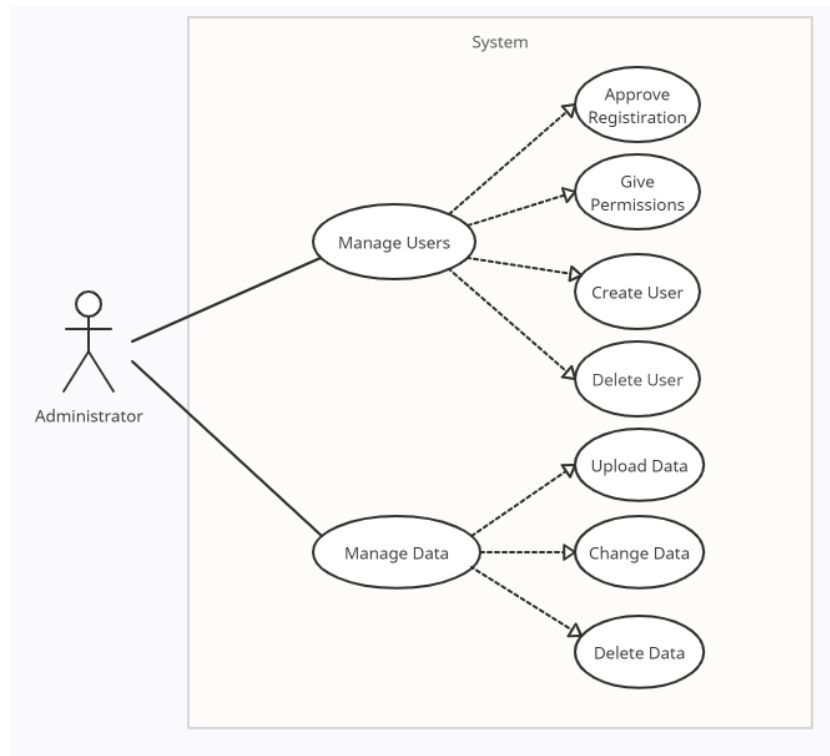 System
Approve
Registiration
Give
Permissions
Manage Users
Create User
Administrator
Delete User
Upload Data
Manage Data
Change Data
Delete Data